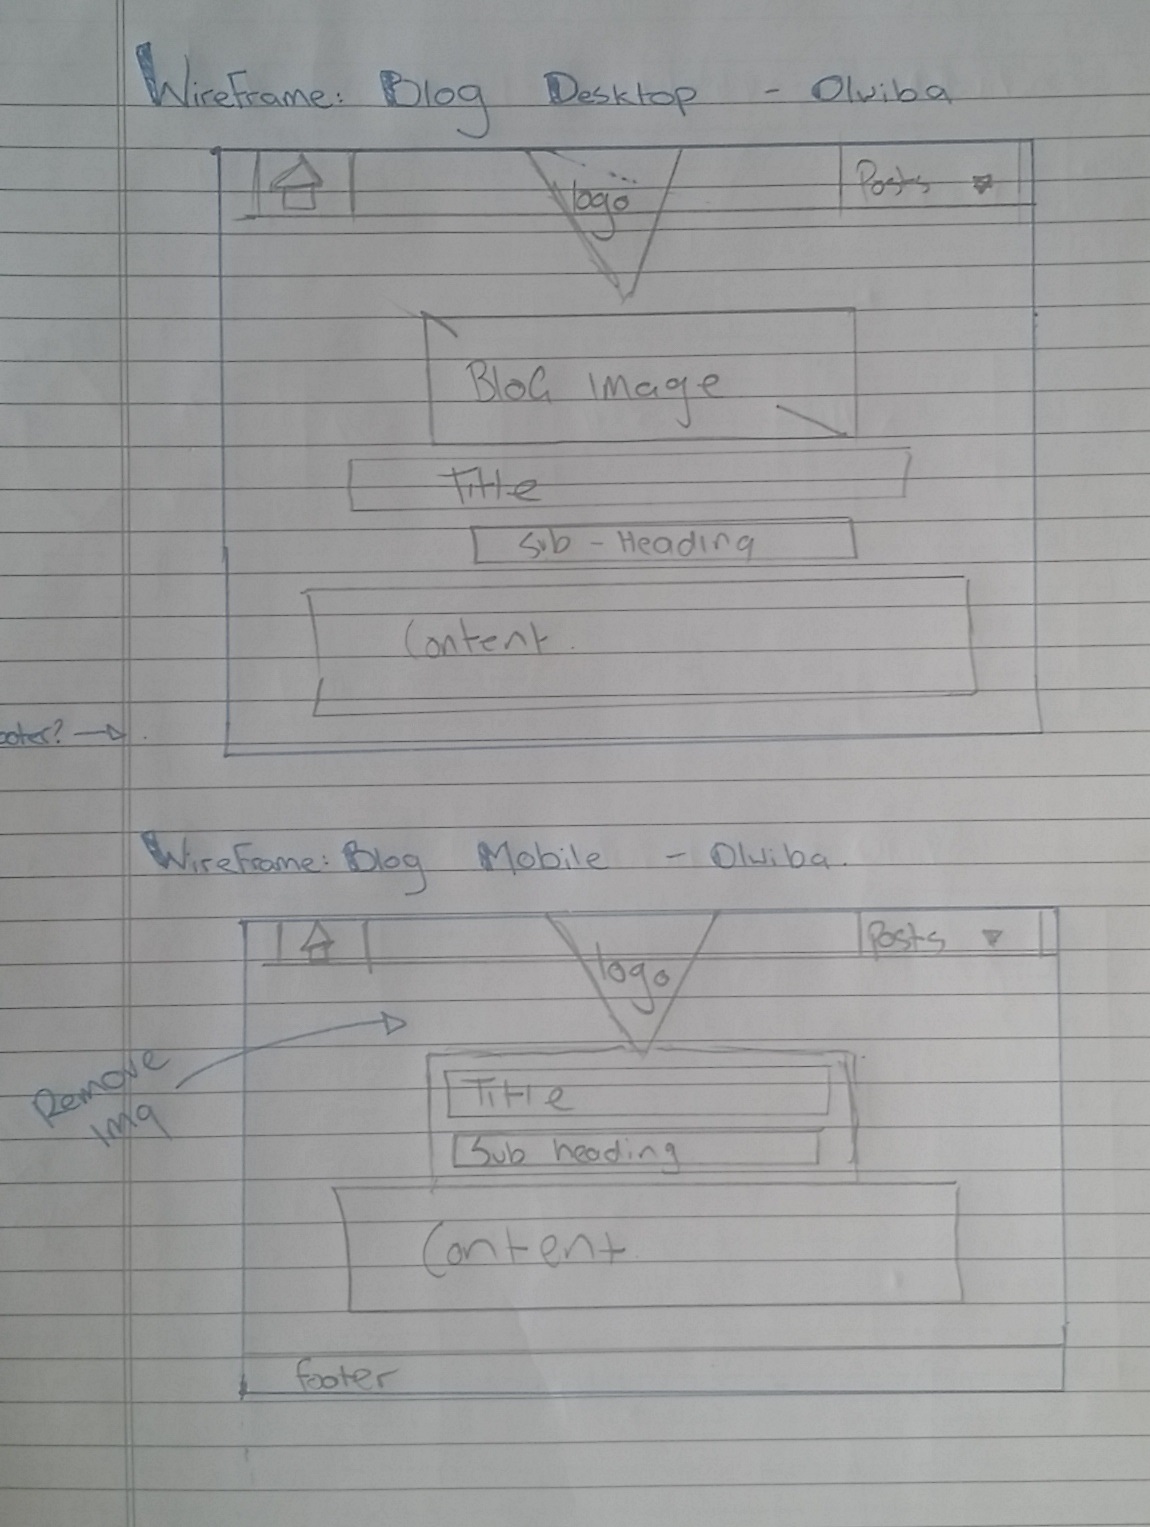 WireFrame: Blog Desktop - Olwiba
logo
Posts
BloG Image
Title
Sub - Heading
Content.
ooter?
WireFrame: Blog Mobile - Olwiba.
Posts
logo
Remove
img
Title
Sub heading
Content.
footer